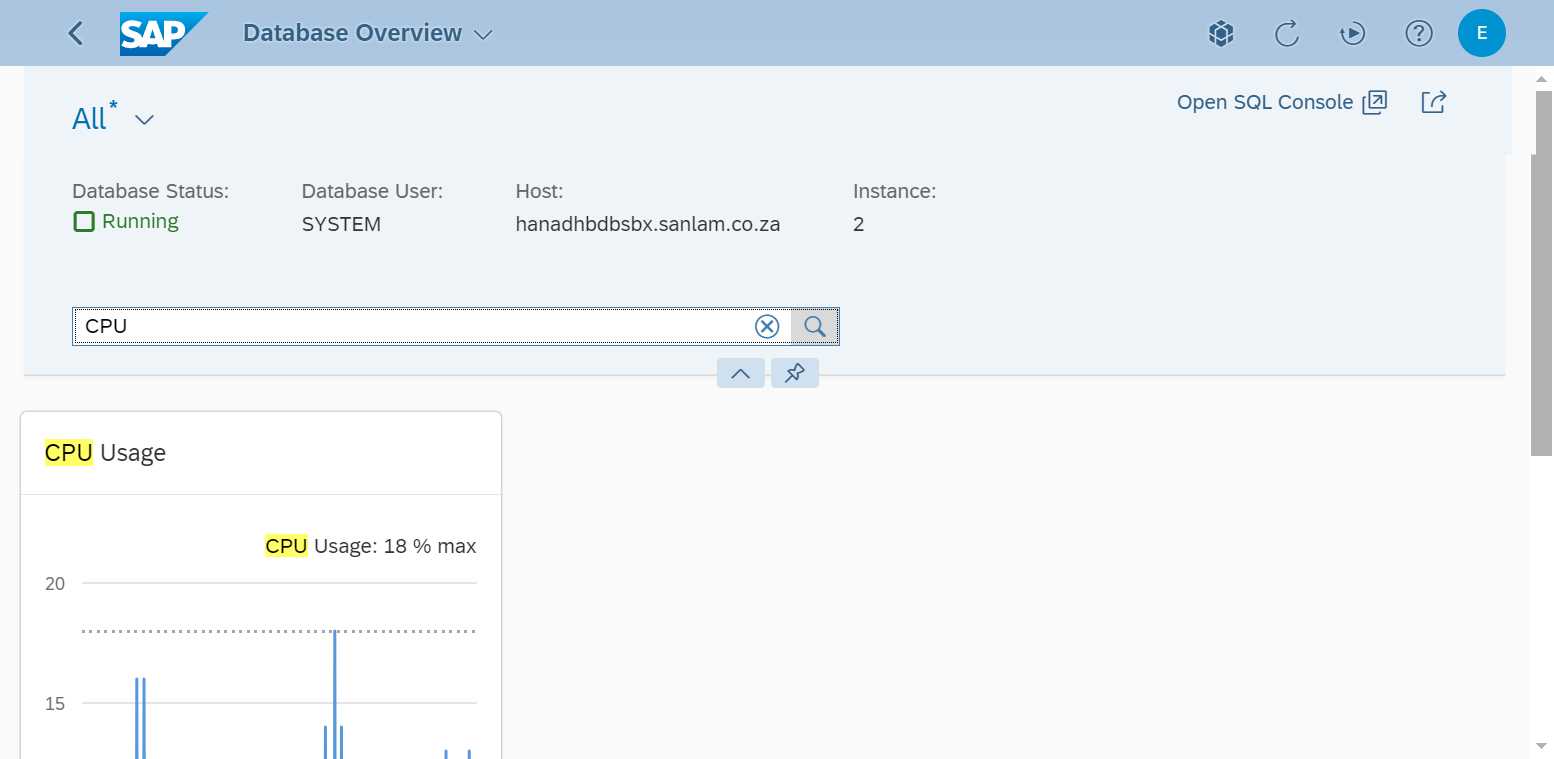 SAP Database Overview E
All*
Open SQL Console
Database Status: Database User: Host: Instance:
Running SYSTEM hanadhbdbsbx.sanlam.co.za 2
CPU
CPU Usage
CPU Usage: 18 % max
20
15